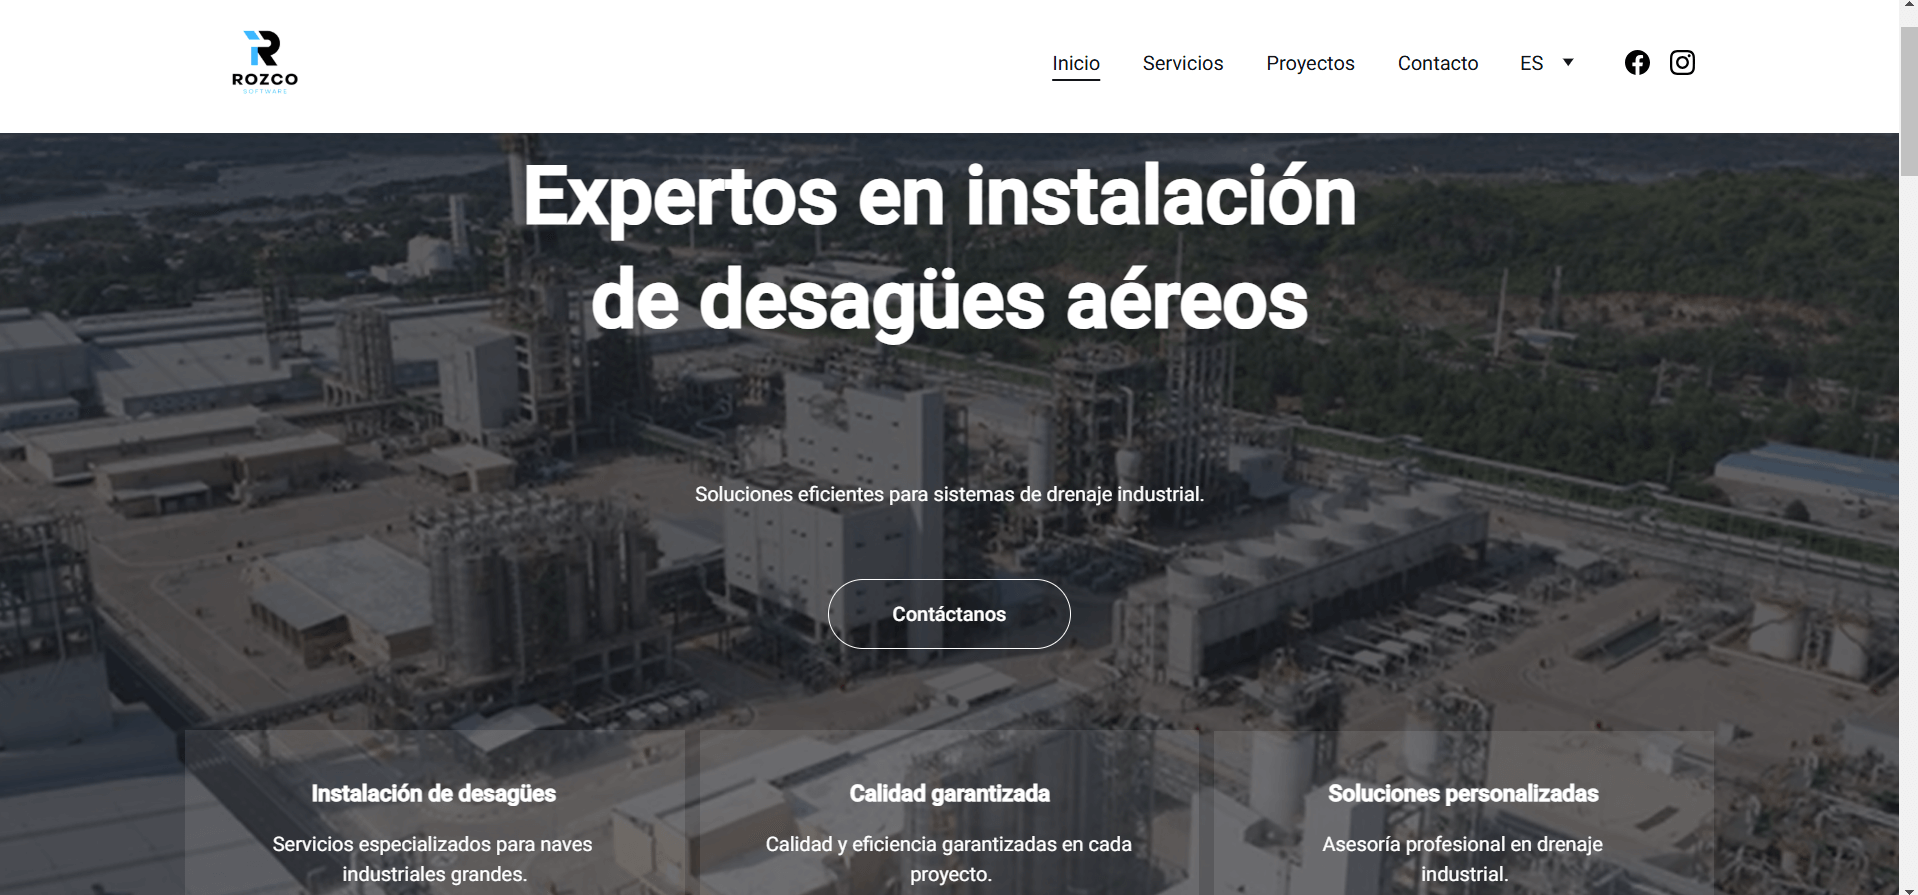 ROZCO
SOFTWARE
Inicio
Servicios
Proyectos
Contacto
ES
Expertos en instalación
de desagües aéreos
Soluciones eficientes para sistemas de drenaje industrial.
Contáctanos
Instalación de desagües
Servicios especializados para naves
industriales grandes.
Calidad garantizada
Calidad y eficiencia garantizadas en cada
proyecto.
Soluciones personalizadas
Asesoría profesional en drenaje
industrial.